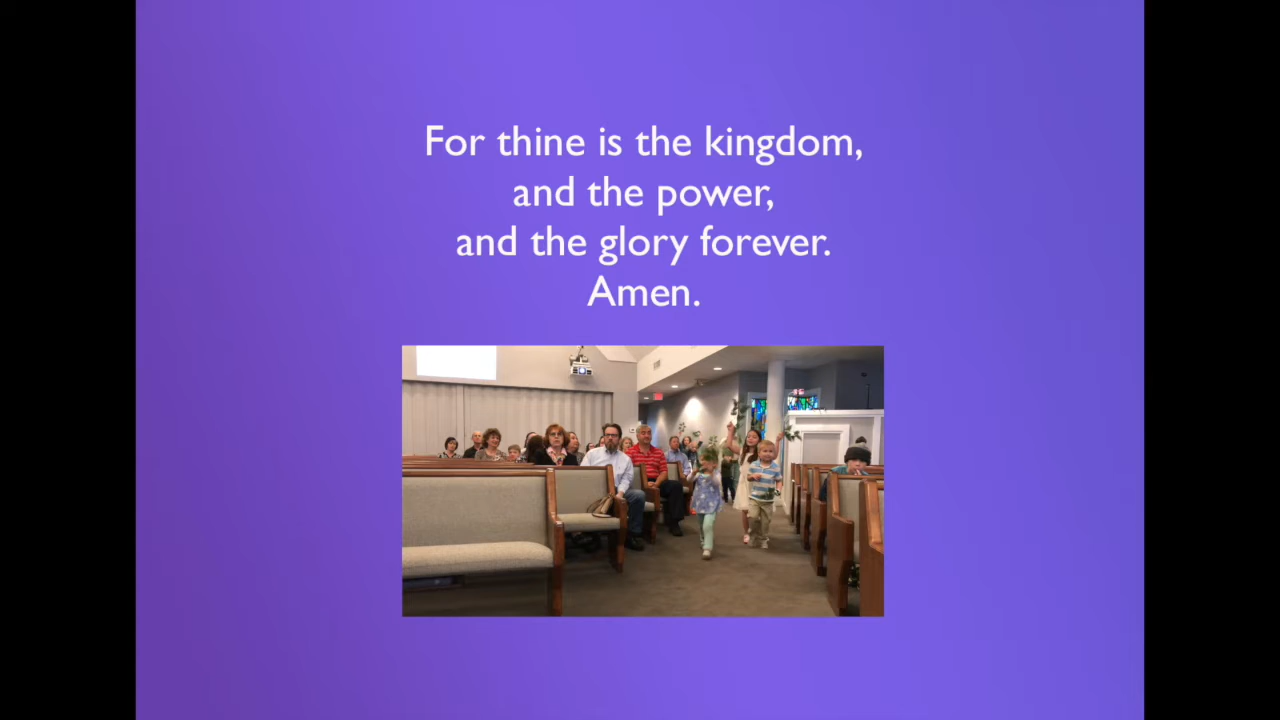 For thine is the kingdom,
and the power,
and the glory forever.
Amen.